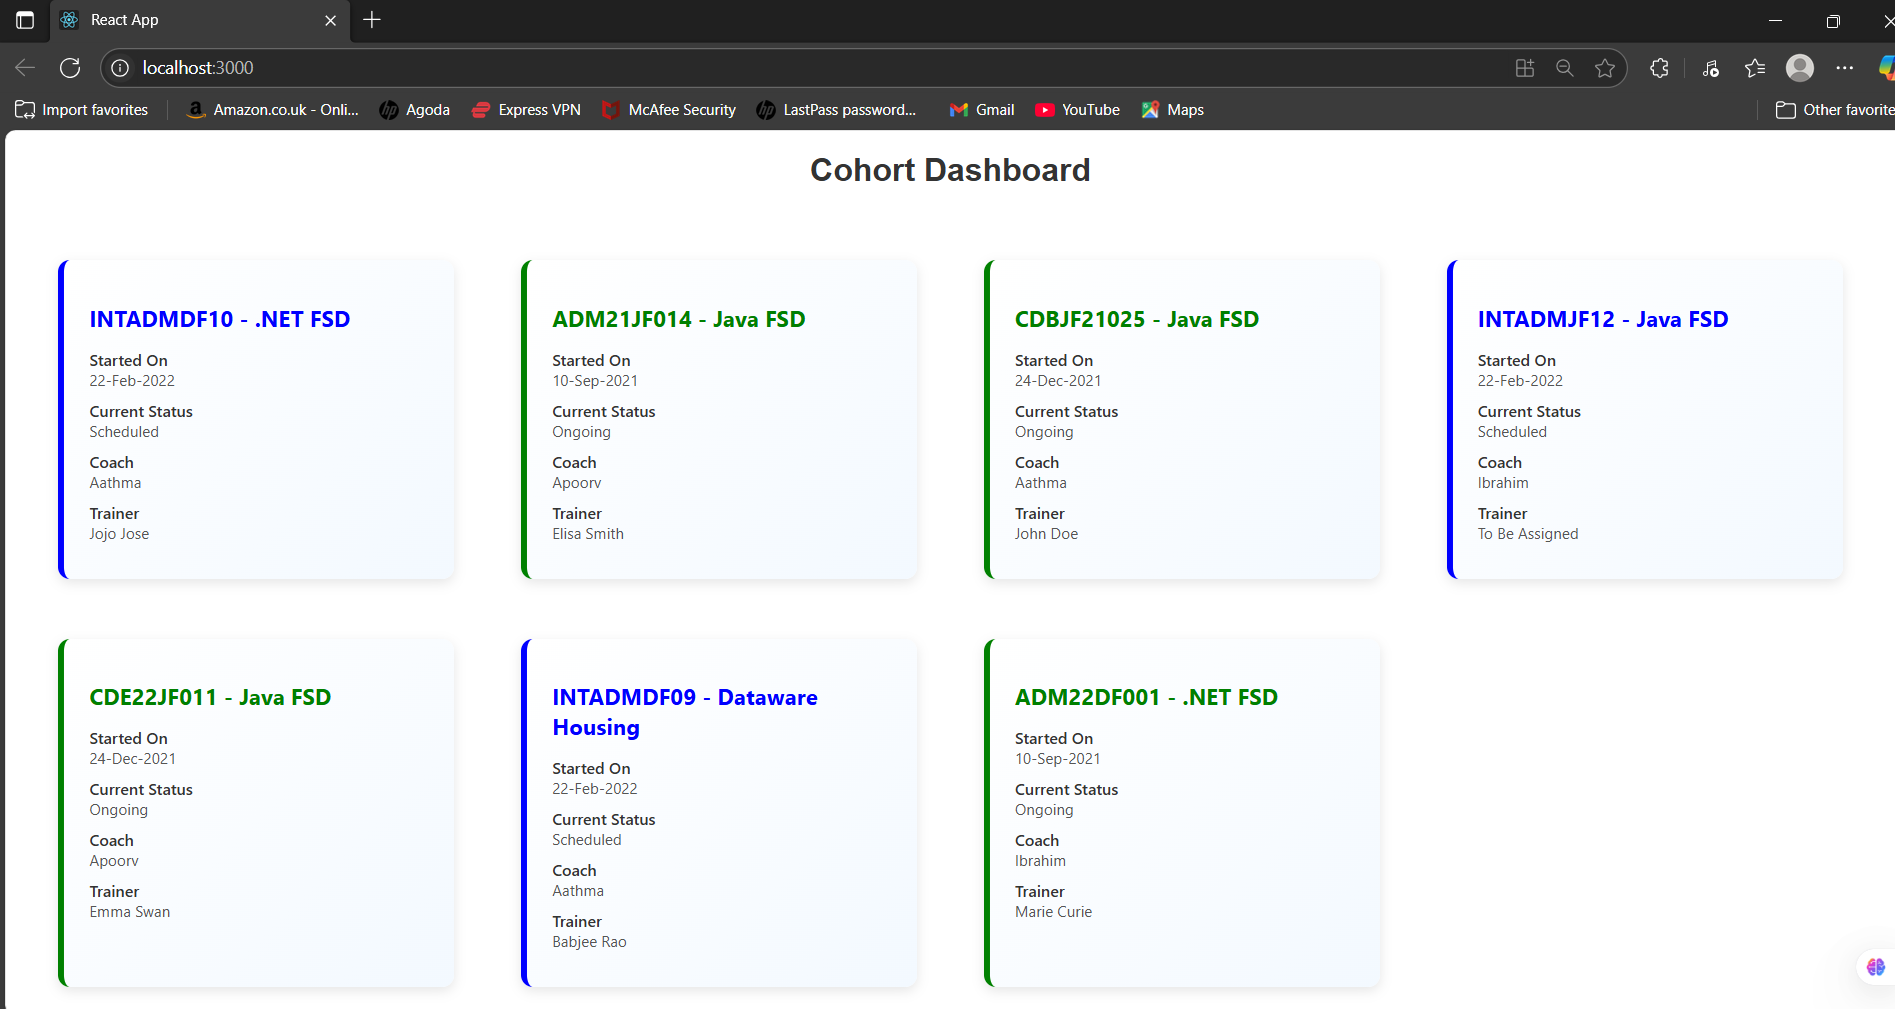 React App
localhost:3000
Import favorites
Amazon.co.uk - Onli...
Agoda
Express VPN
McAfee Security
LastPass password...
Gmail
YouTube
Maps
Other favorite
Cohort Dashboard
INTADMDF10 - .NET FSD
Started On
22-Feb-2022
Current Status
Scheduled
Coach
Aathma
Trainer
Jojo Jose
ADM21JF014 - Java FSD
Started On
10-Sep-2021
Current Status
Ongoing
Coach
Apoorv
Trainer
Elisa Smith
CDBJF21025 - Java FSD
Started On
24-Dec-2021
Current Status
Ongoing
Coach
Aathma
Trainer
John Doe
INTADMJF12 - Java FSD
Started On
22-Feb-2022
Current Status
Scheduled
Coach
Ibrahim
Trainer
To Be Assigned
CDE22JF011 - Java FSD
Started On
24-Dec-2021
Current Status
Ongoing
Coach
Apoorv
Trainer
Emma Swan
INTADMDF09 - Dataware
Housing
Started On
22-Feb-2022
Current Status
Scheduled
Coach
Aathma
Trainer
Babjee Rao
ADM22DF001 - .NET FSD
Started On
10-Sep-2021
Current Status
Ongoing
Coach
Ibrahim
Trainer
Marie Curie